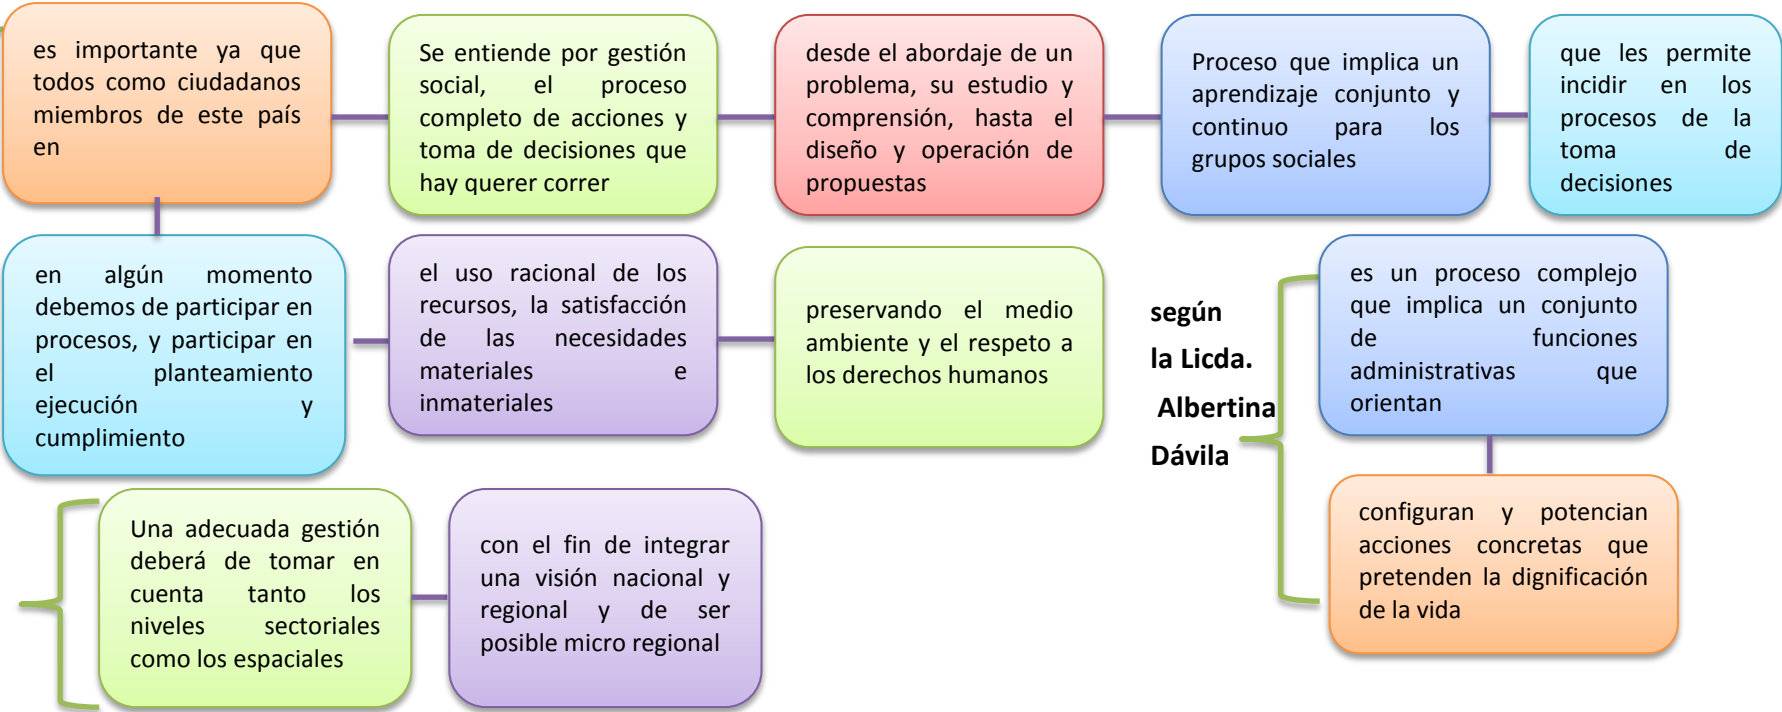 es importante ya que
todos como ciudadanos
miembros de este país
en
Se entiende por gestión
social, el proceso
completo de acciones y
toma de decisiones que
hay querer correr
desde el abordaje de un
problema, su estudio y
comprensión, hasta el
diseño y operación de
propuestas
Proceso que implica un
aprendizaje conjunto y
continuo para los
grupos sociales
que les permite
incidir en los
procesos de la
toma de
decisiones
en algún momento
debemos de participar en
procesos, y participar en
el planteamiento
ejecución y
cumplimiento
el uso racional de los
recursos, la satisfacción
de las necesidades
materiales e
inmateriales
preservando el medio
ambiente y el respeto a
los derechos humanos
según
la Licda.
Albertina
Dávila
es un proceso complejo
que implica un conjunto
de funciones
administrativas que
orientan
configuran y potencian
acciones concretas que
pretenden la dignificación
de la vida
Una adecuada gestión
deberá de tomar en
cuenta tanto los
niveles sectoriales
como los espaciales
con el fin de integrar
una visión nacional y
regional y de ser
posible micro regional